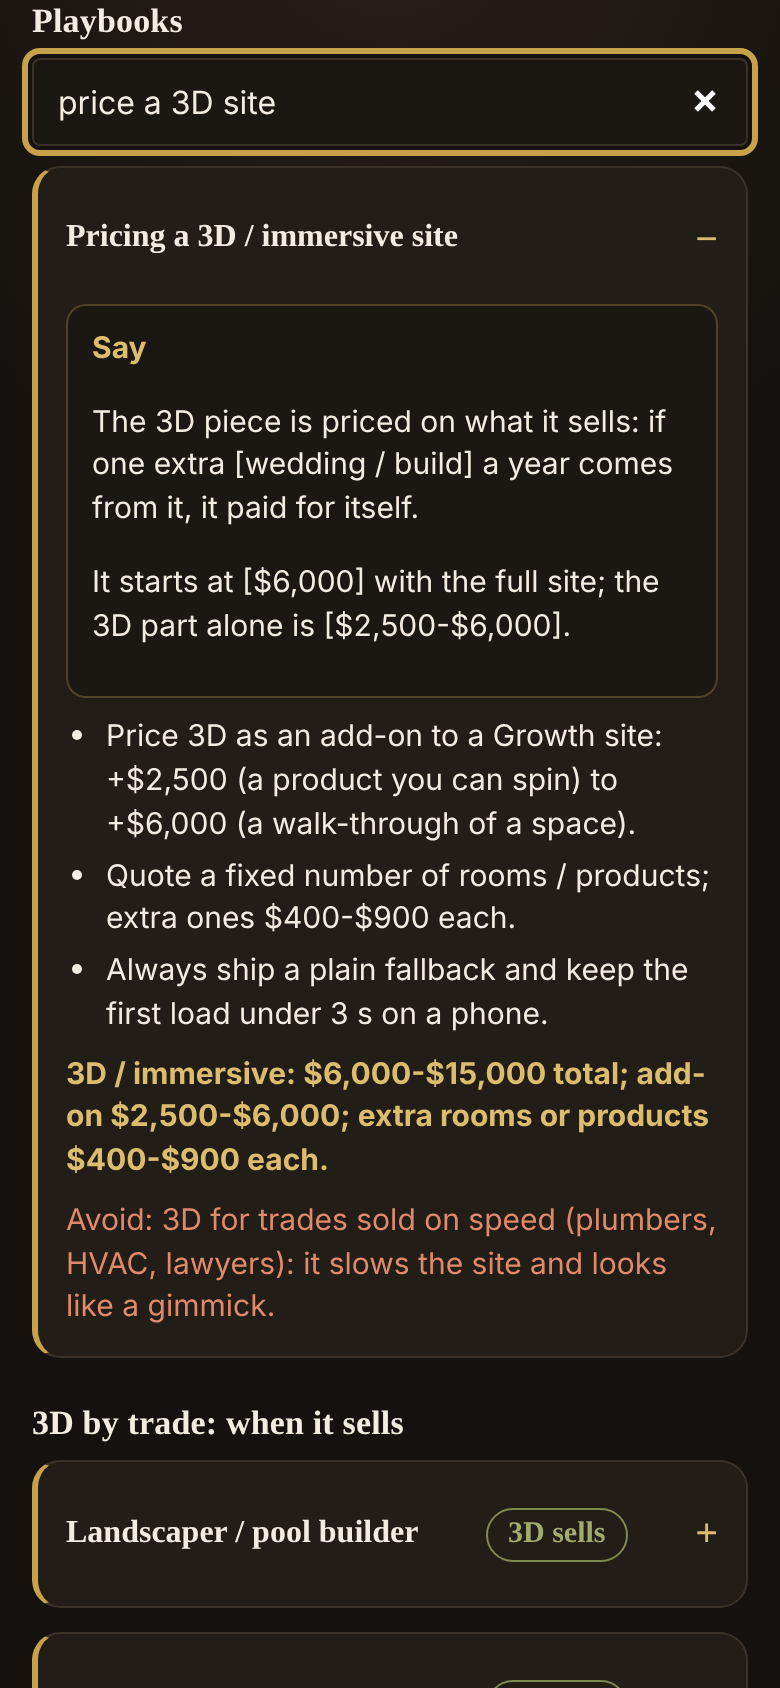 Playbooks
price a 3D site
Pricing a 3D / immersive site
Say
The 3D piece is priced on what it sells: if
one extra [wedding / build] a year comes
from it, it paid for itself.
It starts at [$6,000] with the full site; the
3D part alone is [$2,500-$6,000].
• Price 3D as an add-on to a Growth site:
+$2,500 (a product you can spin) to
+$6,000 (a walk-through of a space).
• Quote a fixed number of rooms / products;
extra ones $400-$900 each.
• Always ship a plain fallback and keep the
first load under 3 s on a phone.
3D / immersive: $6,000-$15,000 total; add-
on $2,500-$6,000; extra rooms or products
$400-$900 each.
Avoid: 3D for trades sold on speed (plumbers,
HVAC, lawyers): it slows the site and looks
like a gimmick.
3D by trade: when it sells
Landscaper / pool builder 3D sells